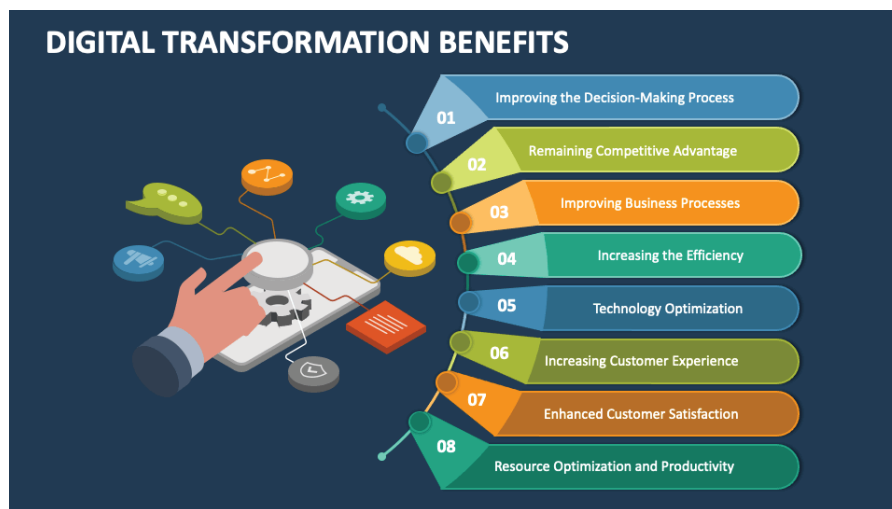 DIGITAL TRANSFORMATION BENEFITS
01
Improving the Decision-Making Process
02
Remaining Competitive Advantage
03
Improving Business Processes
04
Increasing the Efficiency
05
Technology Optimization
06
Increasing Customer Experience
07
Enhanced Customer Satisfaction
08
Resource Optimization and Productivity